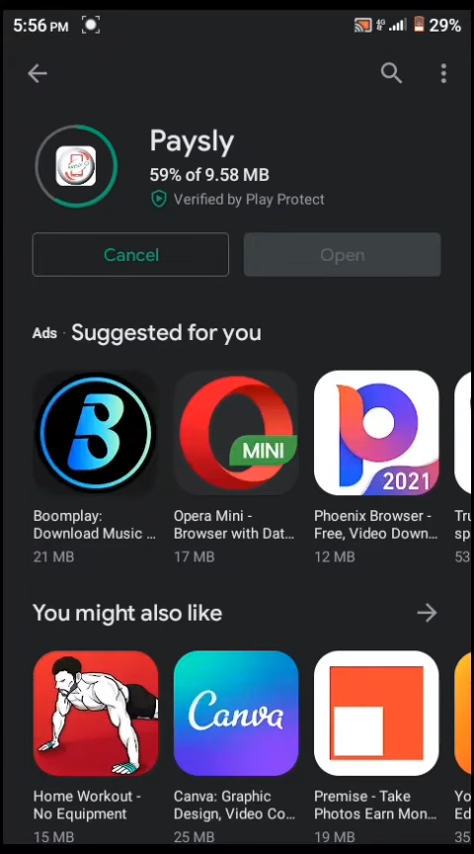 5:56 PM 4G 29%
Paysly
59% of 9.58 MB
Verified by Play Protect
Cancel Open
Ads · Suggested for you
B
MINI
2021
Boomplay: Opera Mini - Phoenix Browser - Tru
Download Music ... Browser with Dat... Free, Video Down... sp
21 MB 17 MB 12 MB 53
You might also like
Canva
Home Workout - Canva: Graphic Premise - Take Yo
No Equipment Design, Video Co... Photos Earn Mon... Ed
15 MB 25 MB 19 MB 35